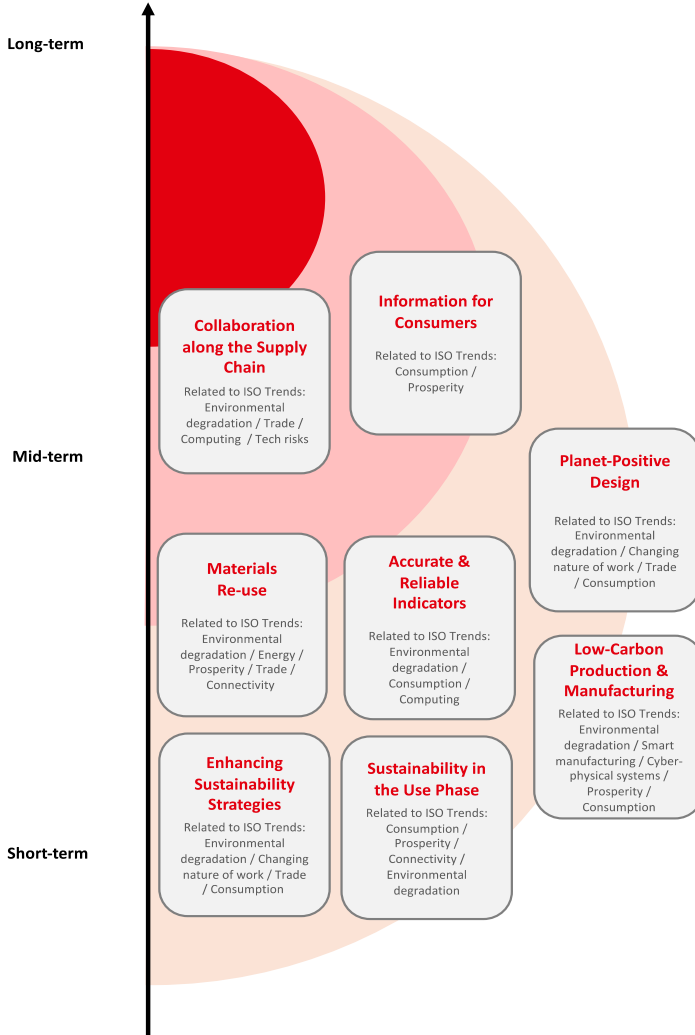 Long-term
Information for
Consumers
Related to ISO Trends:
Consumption /
Prosperity
Collaboration
along the Supply
Chain
Related to ISO Trends:
Environmental
degradation / Trade /
Computing / Tech risks
Mid-term
Planet-Positive
Design
Related to ISO Trends:
Environmental
degradation / Changing
nature of work / Trade
/ Consumption
Materials
Re-use
Related to ISO Trends:
Environmental
degradation / Energy /
Prosperity / Trade /
Connectivity
Accurate &
Reliable
Indicators
Related to ISO Trends:
Environmental
degradation /
Consumption /
Computing
Low-Carbon
Production &
Manufacturing
Related to ISO Trends:
Environmental
degradation / Smart
manufacturing / Cyber-
physical systems /
Prosperity /
Consumption
Enhancing
Sustainability
Strategies
Related to ISO Trends:
Environmental
degradation / Changing
nature of work / Trade
/ Consumption
Sustainability in
the Use Phase
Related to ISO Trends:
Consumption /
Prosperity /
Connectivity /
Environmental
degradation
Short-term